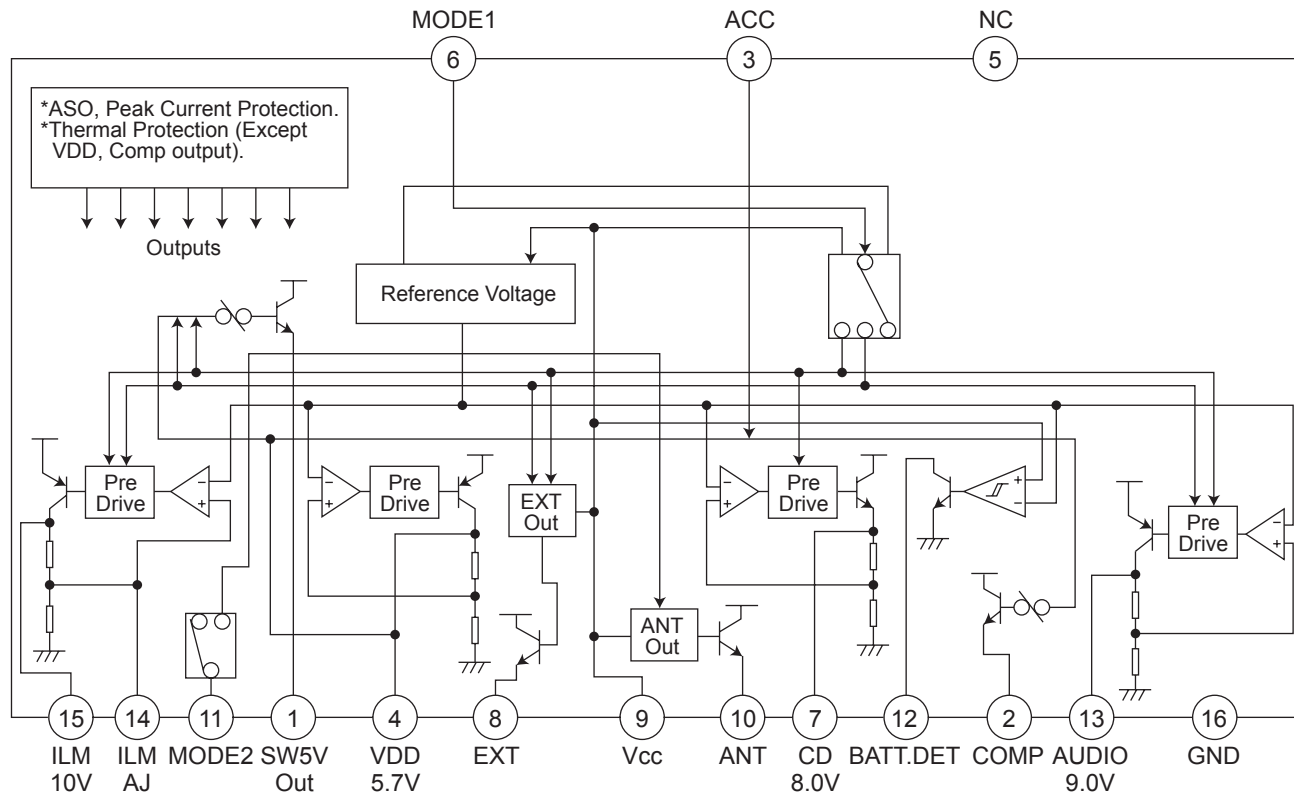 MODE1
ACC
NC
6
3
5
*ASO, Peak Current Protection.
*Thermal Protection (Except
VDD, Comp output).
Outputs
Reference Voltage
Pre
Drive
-
+
-
+
Pre
Drive
EXT
Out
-
+
Pre
Drive
+
-
Pre
Drive
-
+
ANT
Out
15
14
11
1
4
8
9
10
7
12
2
13
16
ILM
10V
ILM
AJ
MODE2
SW5V
Out
VDD
5.7V
EXT
Vcc
ANT
CD
8.0V
BATT.DET
COMP
AUDIO
9.0V
GND